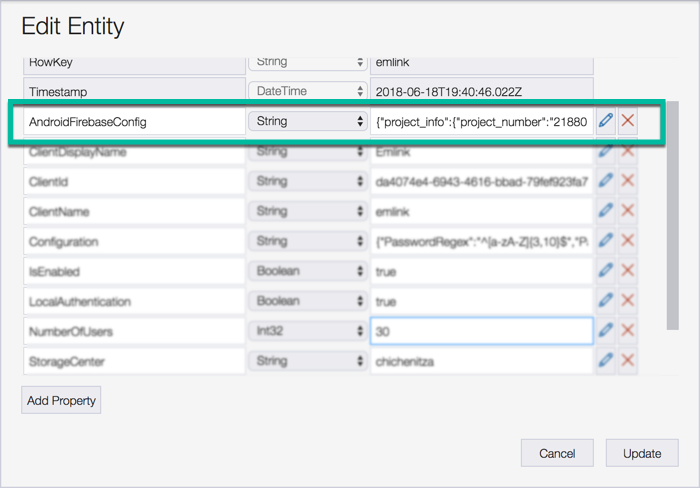 Edit Entity
RowKey String emlink
Timestamp DateTime 2018-06-18T19:40:46.022Z
AndroidFirebaseConfig String {"project_info":{"project_number":"21880
ClientDisplayName String Emlink
ClientId String da4074e4-6943-4616-bbad-79fef923fa7
ClientName String emlink
Configuration String {"PasswordRegex":"^[a-zA-Z]{3,10}$","Pa
IsEnabled Boolean true
LocalAuthentication Boolean true
NumberOfUsers Int32 30
StorageCenter String chichenitza
Add Property
Cancel Update